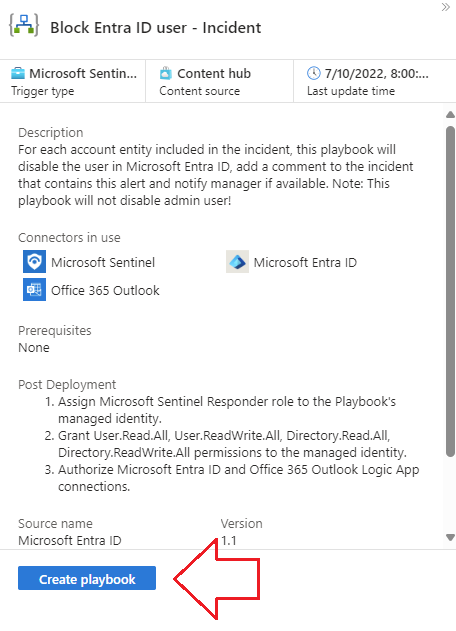 Block Entra ID user - Incident
Microsoft Sentin...
Trigger type
Content hub
Content source
7/10/2022, 8:00:...
Last update time
Description
For each account entity included in the incident, this playbook will
disable the user in Microsoft Entra ID, add a comment to the incident
that contains this alert and notify manager if available. Note: This
playbook will not disable admin user!
Connectors in use
Microsoft Sentinel
Microsoft Entra ID
Office 365 Outlook
Prerequisites
None
Post Deployment
1. Assign Microsoft Sentinel Responder role to the Playbook's
managed identity.
2. Grant User.Read.All, User.ReadWrite.All, Directory.Read.All,
Directory.ReadWrite.All permissions to the managed identity.
3. Authorize Microsoft Entra ID and Office 365 Outlook Logic App
connections.
Source name
Microsoft Entra ID
Version
1.1
Create playbook